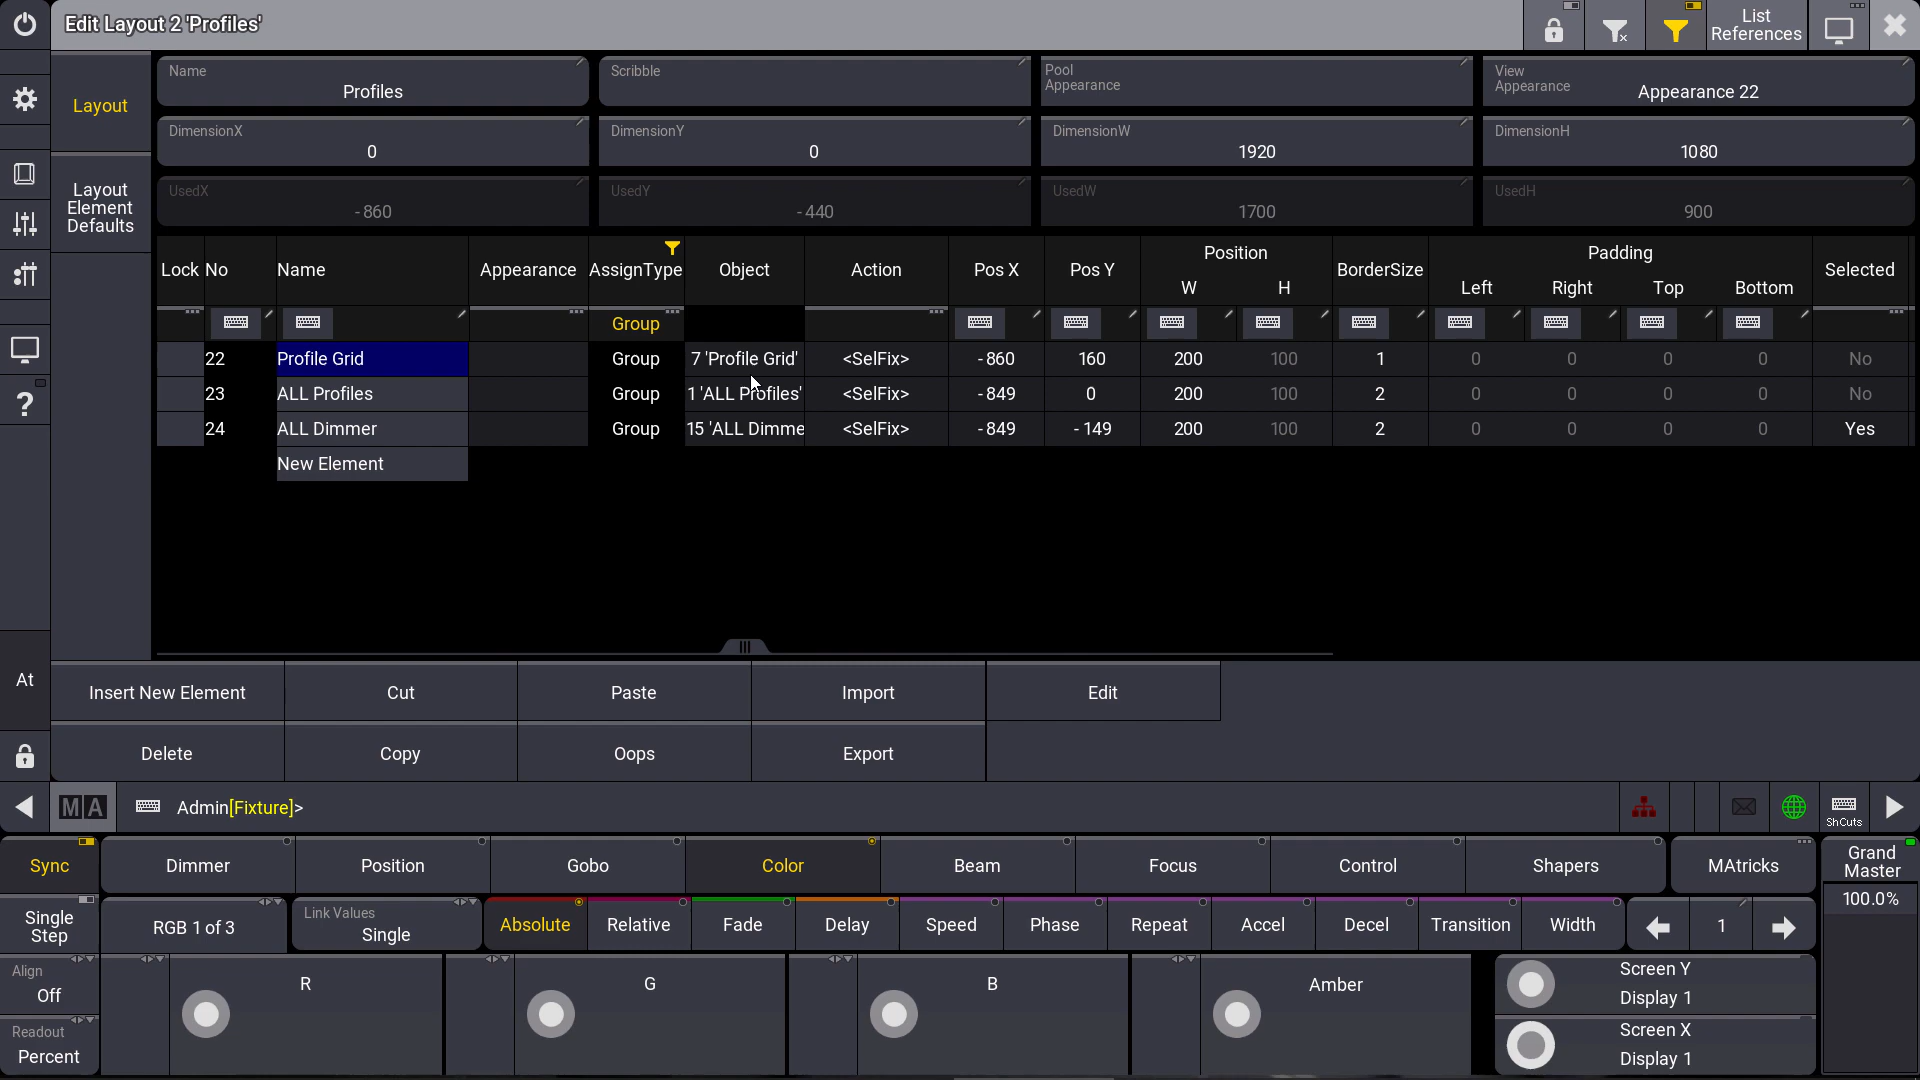 Edit Layout 2 'Profiles'
List References
Layout
Layout Element Defaults
Name
Profiles
Scribble
Pool Appearance
View Appearance
Appearance 22
DimensionX
0
DimensionY
0
DimensionW
1920
DimensionH
1080
UsedX
-860
UsedY
-440
UsedW
1700
UsedH
900
Lock No Name Appearance AssignType Object Action Pos X Pos Y Position W H BorderSize Padding Left Right Top Bottom Selected
Group
22 Profile Grid Group 7 'Profile Grid' <SelFix> -860 160 200 100 1 0 0 0 0 No
23 ALL Profiles Group 1 'ALL Profiles' <SelFix> -849 0 200 100 2 0 0 0 0 No
24 ALL Dimmer Group 15 'ALL Dimme <SelFix> -849 -149 200 100 2 0 0 0 0 Yes
New Element
At
Insert New Element Cut Paste Import Edit
Delete Copy Oops Export
MA Admin[Fixture]> ShCuts
Sync Dimmer Position Gobo Color Beam Focus Control Shapers MAtricks Grand Master
100.0%
Single Step
RGB 1 of 3
Link Values
Single
Absolute Relative Fade Delay Speed Phase Repeat Accel Decel Transition Width 1
Align
Off
Readout
Percent
R G B Amber
Screen Y
Display 1
Screen X
Display 1